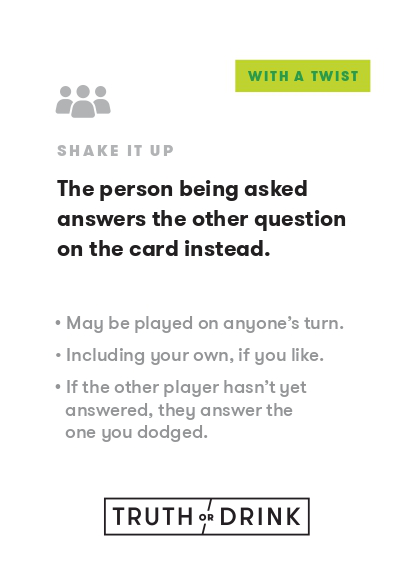 WITH A TWIST
SHAKE IT UP
The person being asked
answers the other question
on the card instead.
• May be played on anyone’s turn.
• Including your own, if you like.
• If the other player hasn’t yet
answered, they answer the
one you dodged.
TRUTH OR DRINK